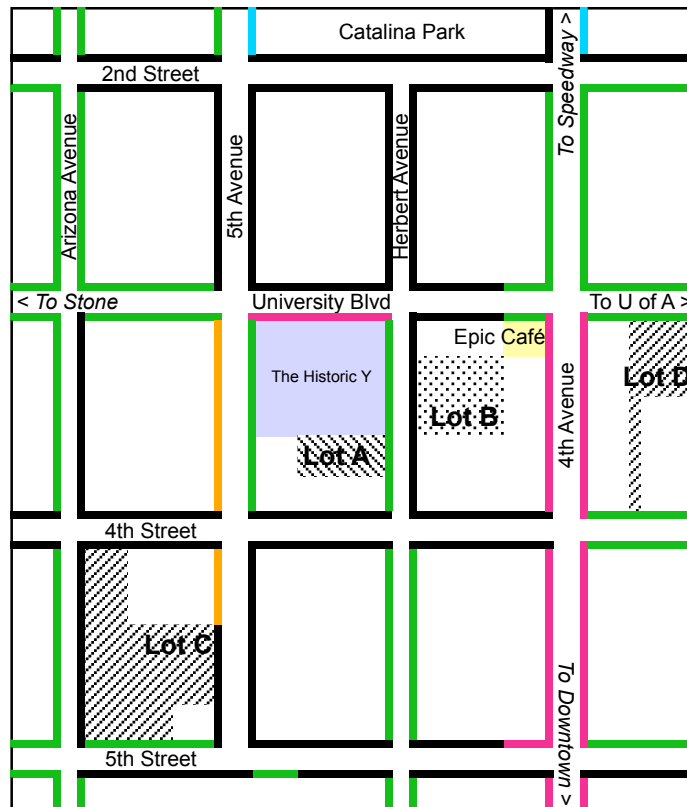 Catalina Park
To Speedway >
2nd Street
Arizona Avenue
5th Avenue
Herbert Avenue
< To Stone
University Blvd
To U of A >
Epic Café
The Historic Y
Lot D
Lot B
4th Avenue
Lot A
4th Street
Lot C
To Downtown >
5th Street